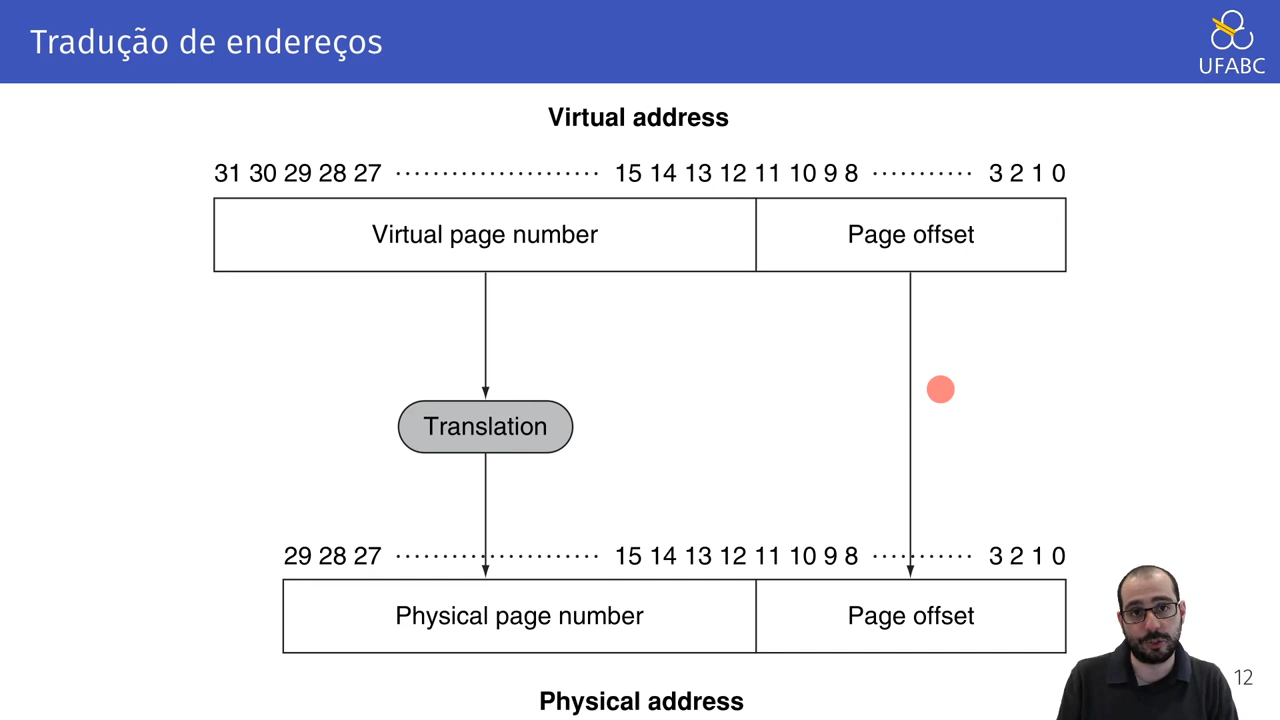 Tradução de endereços
UFABC
Virtual address
31 30 29 28 27 ······················ 15 14 13 12 11 10 9 8 ··········· 3 2 1 0
Virtual page number Page offset
Translation
29 28 27 ······················ 15 14 13 12 11 10 9 8 ··········· 3 2 1 0
Physical page number Page offset
Physical address
12